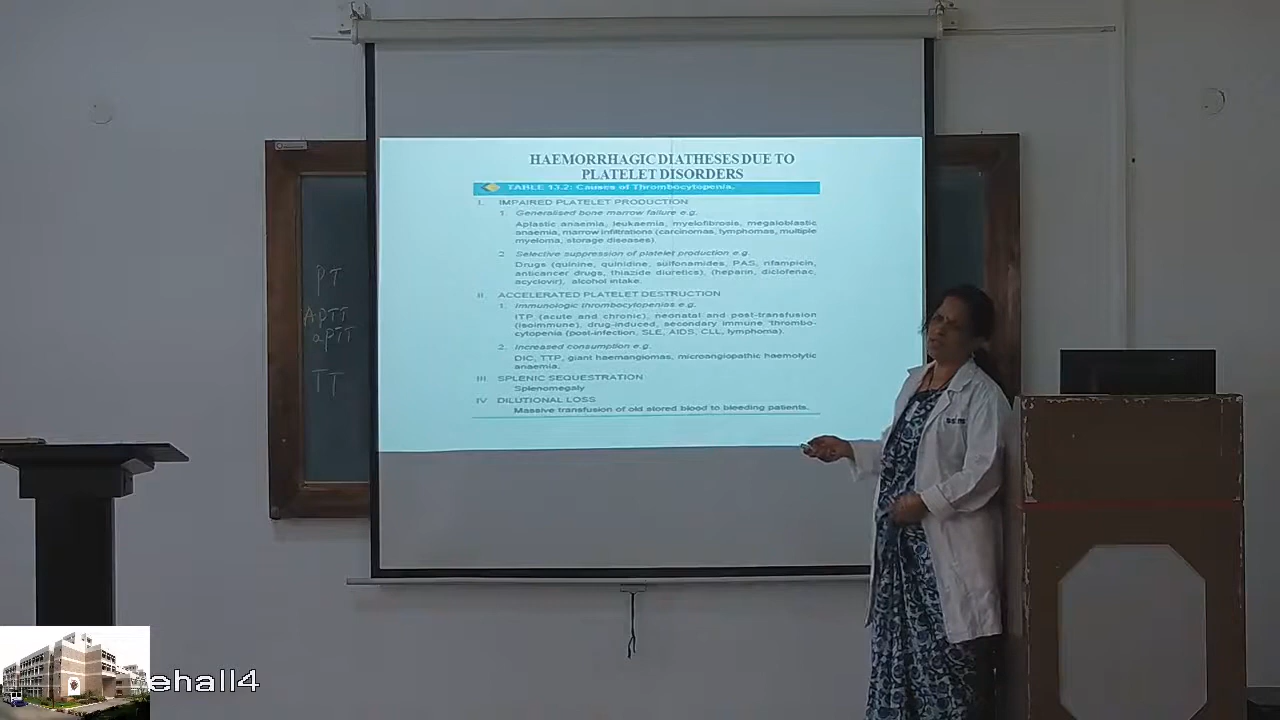 HAEMORRHAGIC DIATHESES DUE TO
PLATELET DISORDERS
TABLE 13.2: Causes of Thrombocytopenia.
I. IMPAIRED PLATELET PRODUCTION
1. Generalised bone marrow failure e.g.
Aplastic anaemia, leukaemia, myelofibrosis, megaloblastic
anaemia, marrow infiltrations (carcinomas, lymphomas, multiple
myeloma, storage diseases).
2. Selective suppression of platelet production e.g.
Drugs (quinine, quinidine, sulfonamides, PAS, rifampicin,
anticancer drugs, thiazide diuretics), (heparin, diclofenac,
acyclovir), alcohol intake.
II. ACCELERATED PLATELET DESTRUCTION
1. Immunologic thrombocytopenias e.g.
ITP (acute and chronic), neonatal and post-transfusion
(isoimmune), drug-induced, secondary immune thrombo-
cytopenia (post-infection, SLE, AIDS, CLL, lymphoma).
2. Increased consumption e.g.
DIC, TTP, giant haemangiomas, microangiopathic haemolytic
anaemia.
III. SPLENIC SEQUESTRATION
Splenomegaly
IV DILUTIONAL LOSS
Massive transfusion of old stored blood to bleeding patients.
PT
APTT
aPTT
TT
ehall4